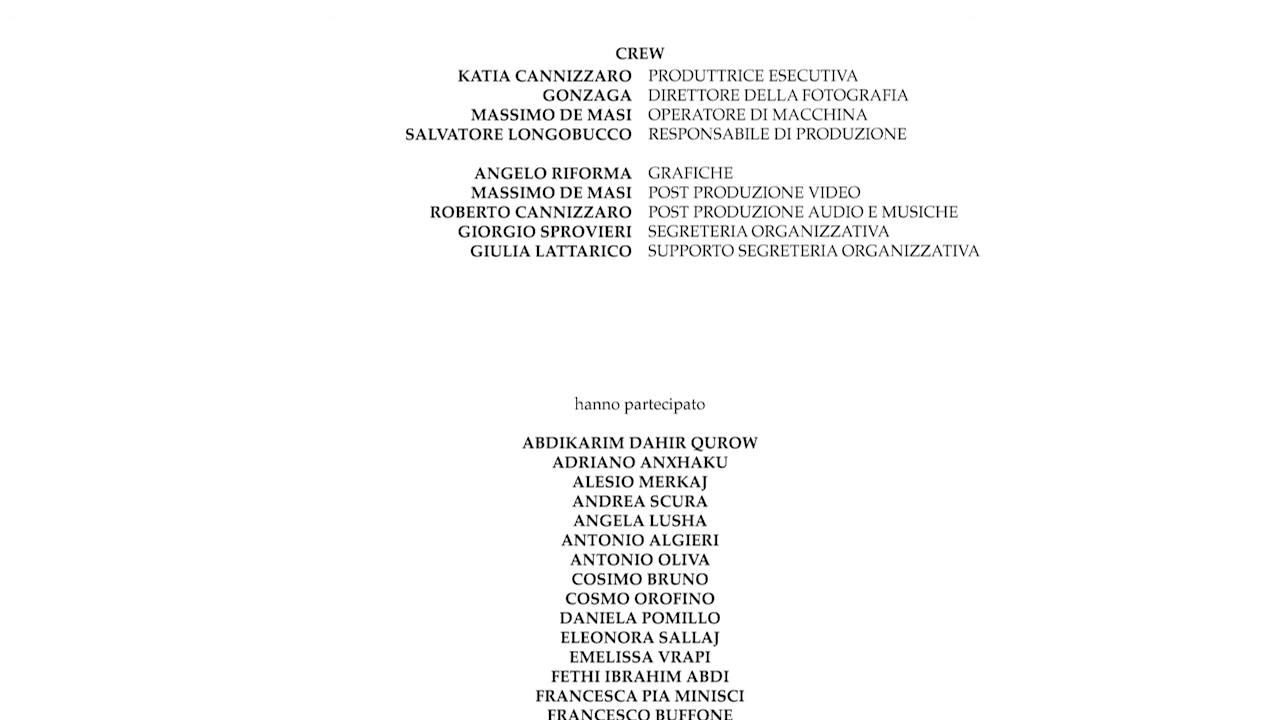 CREW
KATIA CANNIZZARO PRODUTTRICE ESECUTIVA
GONZAGA DIRETTORE DELLA FOTOGRAFIA
MASSIMO DE MASI OPERATORE DI MACCHINA
SALVATORE LONGOBUCCO RESPONSABILE DI PRODUZIONE
ANGELO RIFORMA GRAFICHE
MASSIMO DE MASI POST PRODUZIONE VIDEO
ROBERTO CANNIZZARO POST PRODUZIONE AUDIO E MUSICHE
GIORGIO SPROVIERI SEGRETERIA ORGANIZZATIVA
GIULIA LATTARICO SUPPORTO SEGRETERIA ORGANIZZATIVA
hanno partecipato
ABDIKARIM DAHIR QUROW
ADRIANO ANXHAKU
ALESIO MERKAJ
ANDREA SCURA
ANGELA LUSHA
ANTONIO ALGIERI
ANTONIO OLIVA
COSIMO BRUNO
COSMO OROFINO
DANIELA POMILLO
ELEONORA SALLAJ
EMELISSA VRAPI
FETHI IBRAHIM ABDI
FRANCESCA PIA MINISCI
FRANCESCO BUFFONE